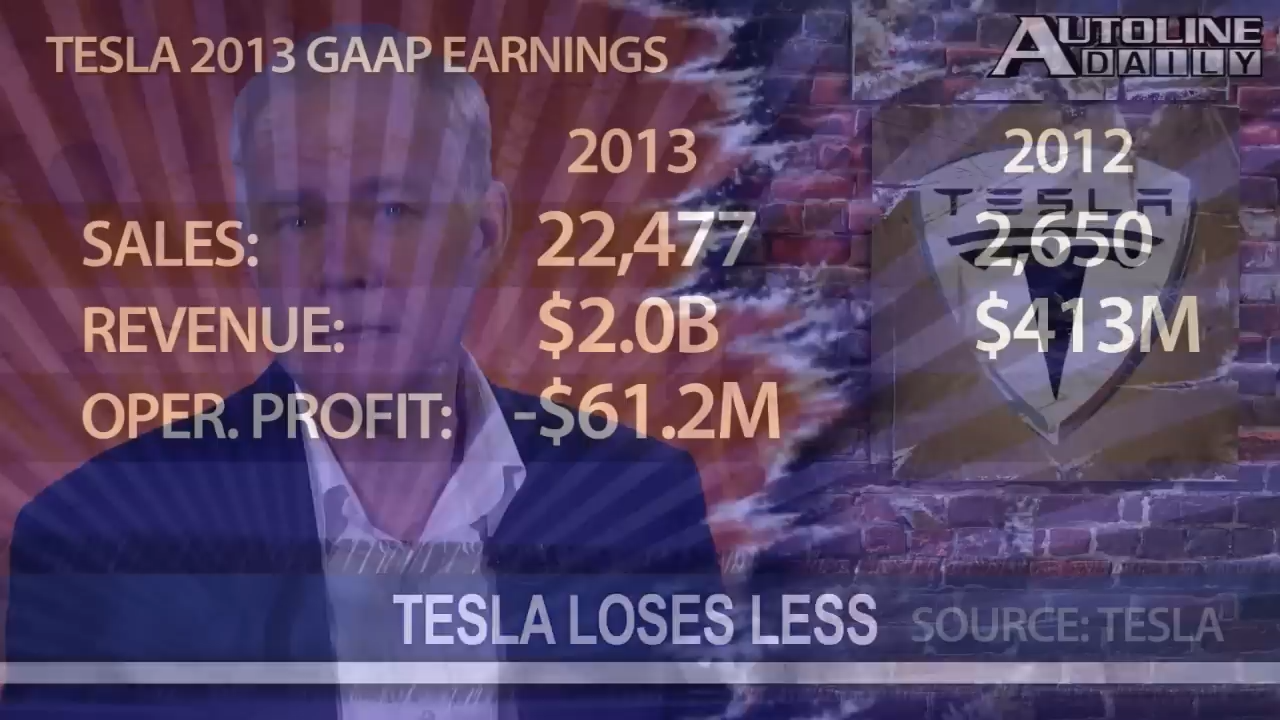 TESLA 2013 GAAP EARNINGS
AUTOLINE
DAILY
2013 2012
TESLA
SALES: 22,477 2,650
REVENUE: $2.0B $413M
OPER. PROFIT: -$61.2M
TESLA LOSES LESS
SOURCE: TESLA